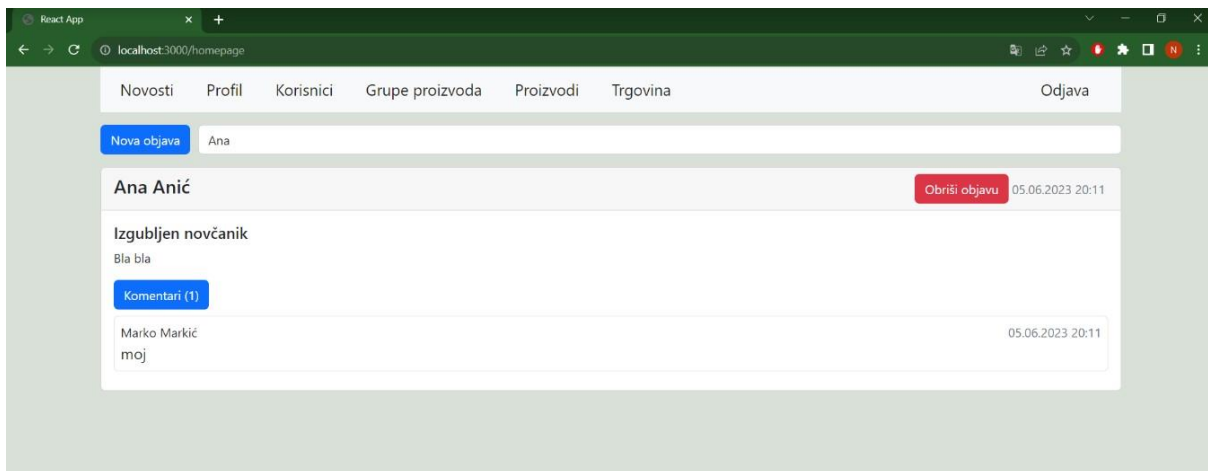 React App
localhost:3000/homepage
N
Novosti Profil Korisnici Grupe proizvoda Proizvodi Trgovina Odjava
Nova objava Ana
Ana Anić Obriši objavu 05.06.2023 20:11
Izgubljen novčanik
Bla bla
Komentari (1)
Marko Markić 05.06.2023 20:11
moj